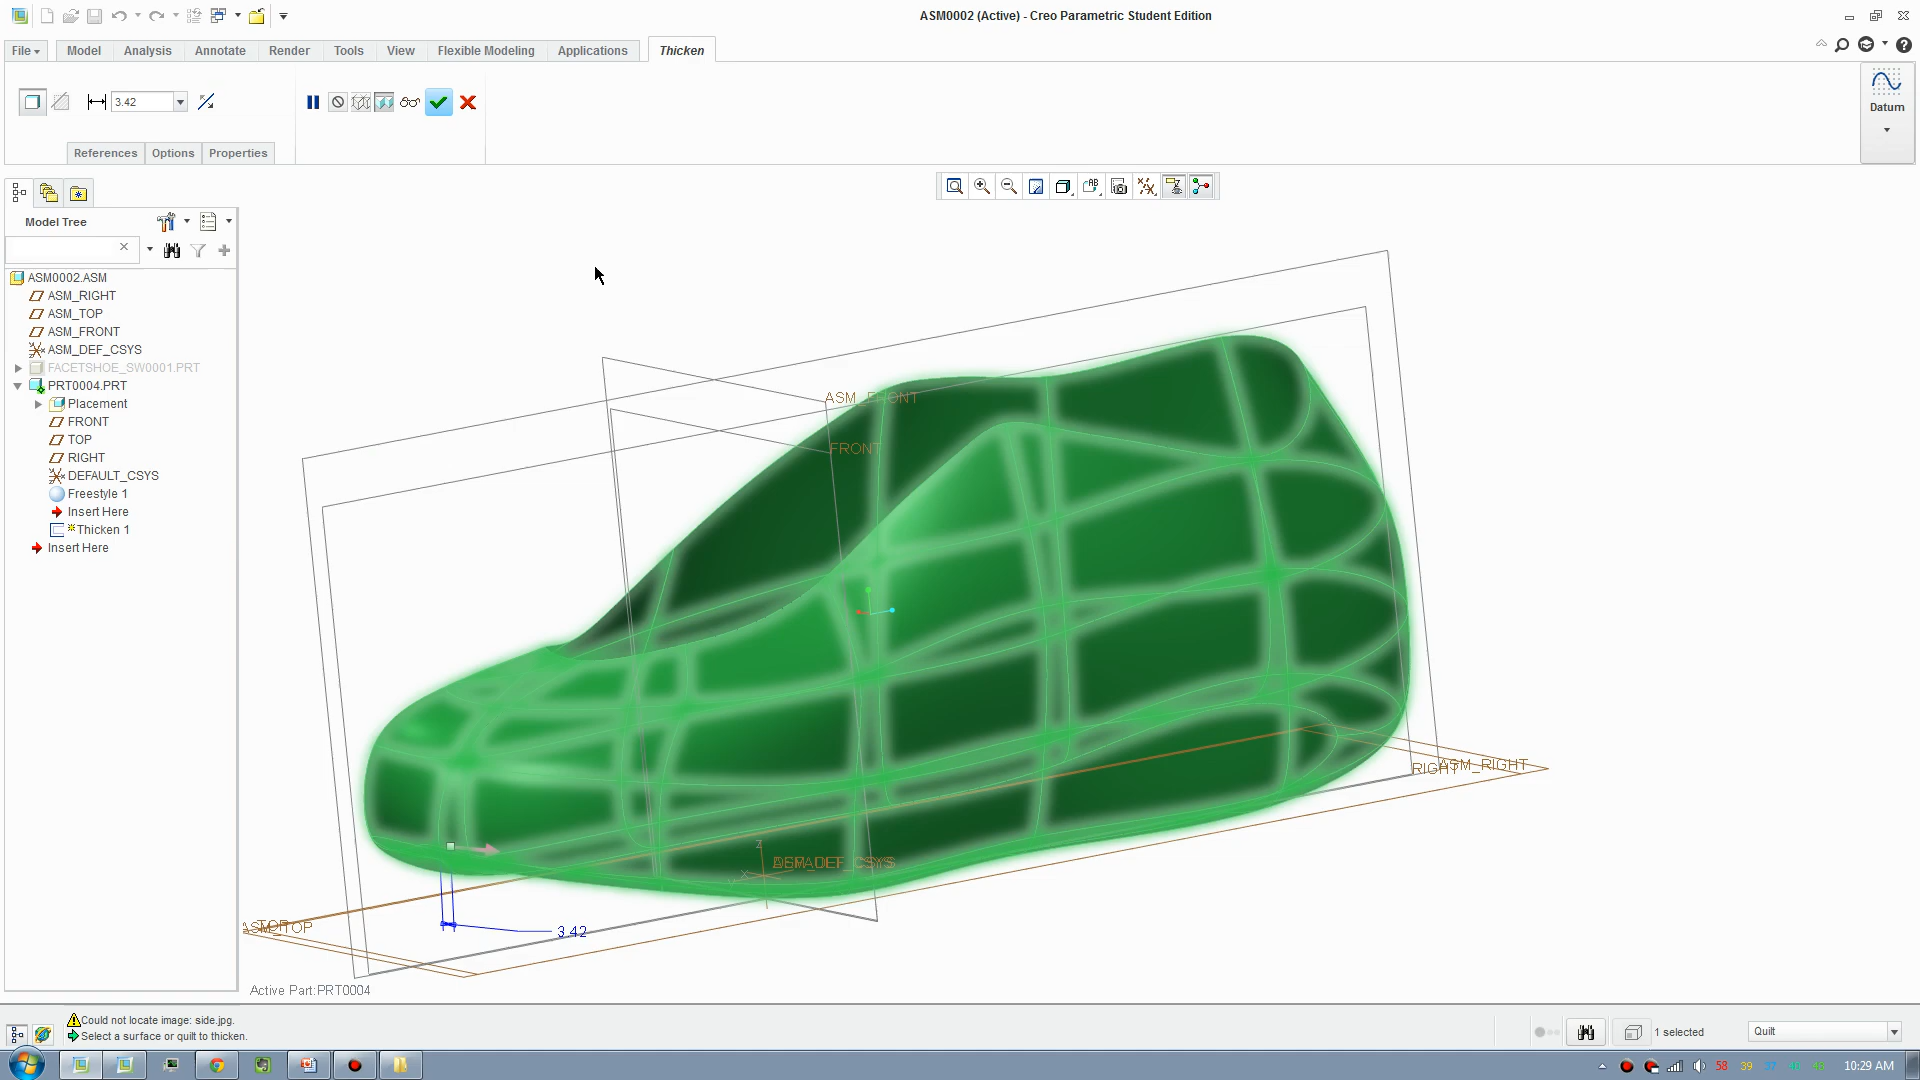 ASM0002 (Active) - Creo Parametric Student Edition
File
Model
Analysis
Annotate
Render
Tools
View
Flexible Modeling
Applications
Thicken
3.42
References
Options
Properties
Datum
Model Tree
ASM0002.ASM
ASM_RIGHT
ASM_TOP
ASM_FRONT
ASM_DEF_CSYS
FACETSHOE_SW0001.PRT
PRT0004.PRT
Placement
FRONT
TOP
RIGHT
DEFAULT_CSYS
Freestyle 1
Insert Here
Thicken 1
Insert Here
ASM_FRONT
FRONT
RIGHT
ASM_RIGHT
Z
3.42
Active Part:PRT0004
Could not locate image: side.jpg.
Select a surface or quilt to thicken.
1 selected
Quilt
58
39
10:29 AM